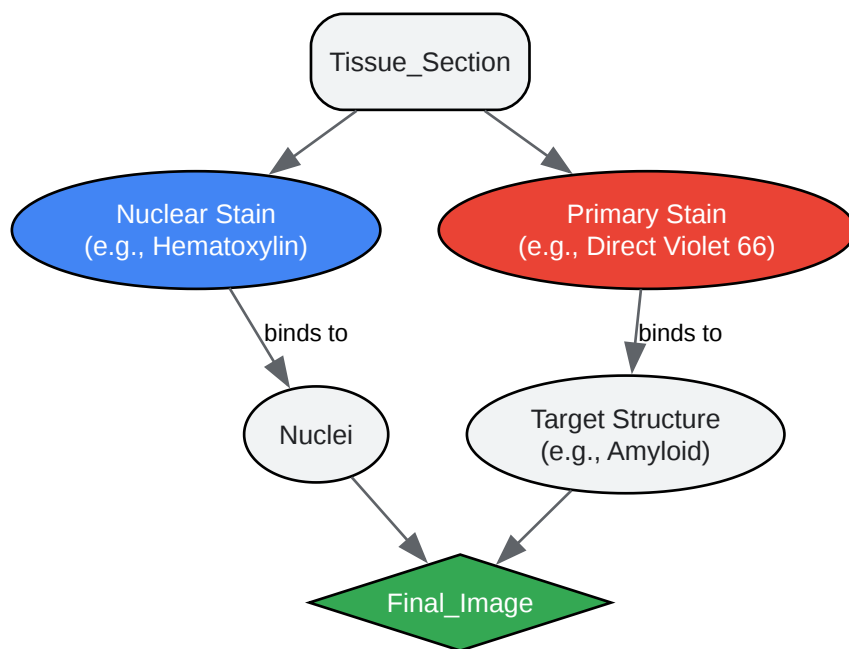 Tissue_Section
Nuclear Stain
(e.g., Hematoxylin)
Primary Stain
(e.g., Direct Violet 66)
binds to
binds to
Nuclei
Target Structure
(e.g., Amyloid)
Final_Image